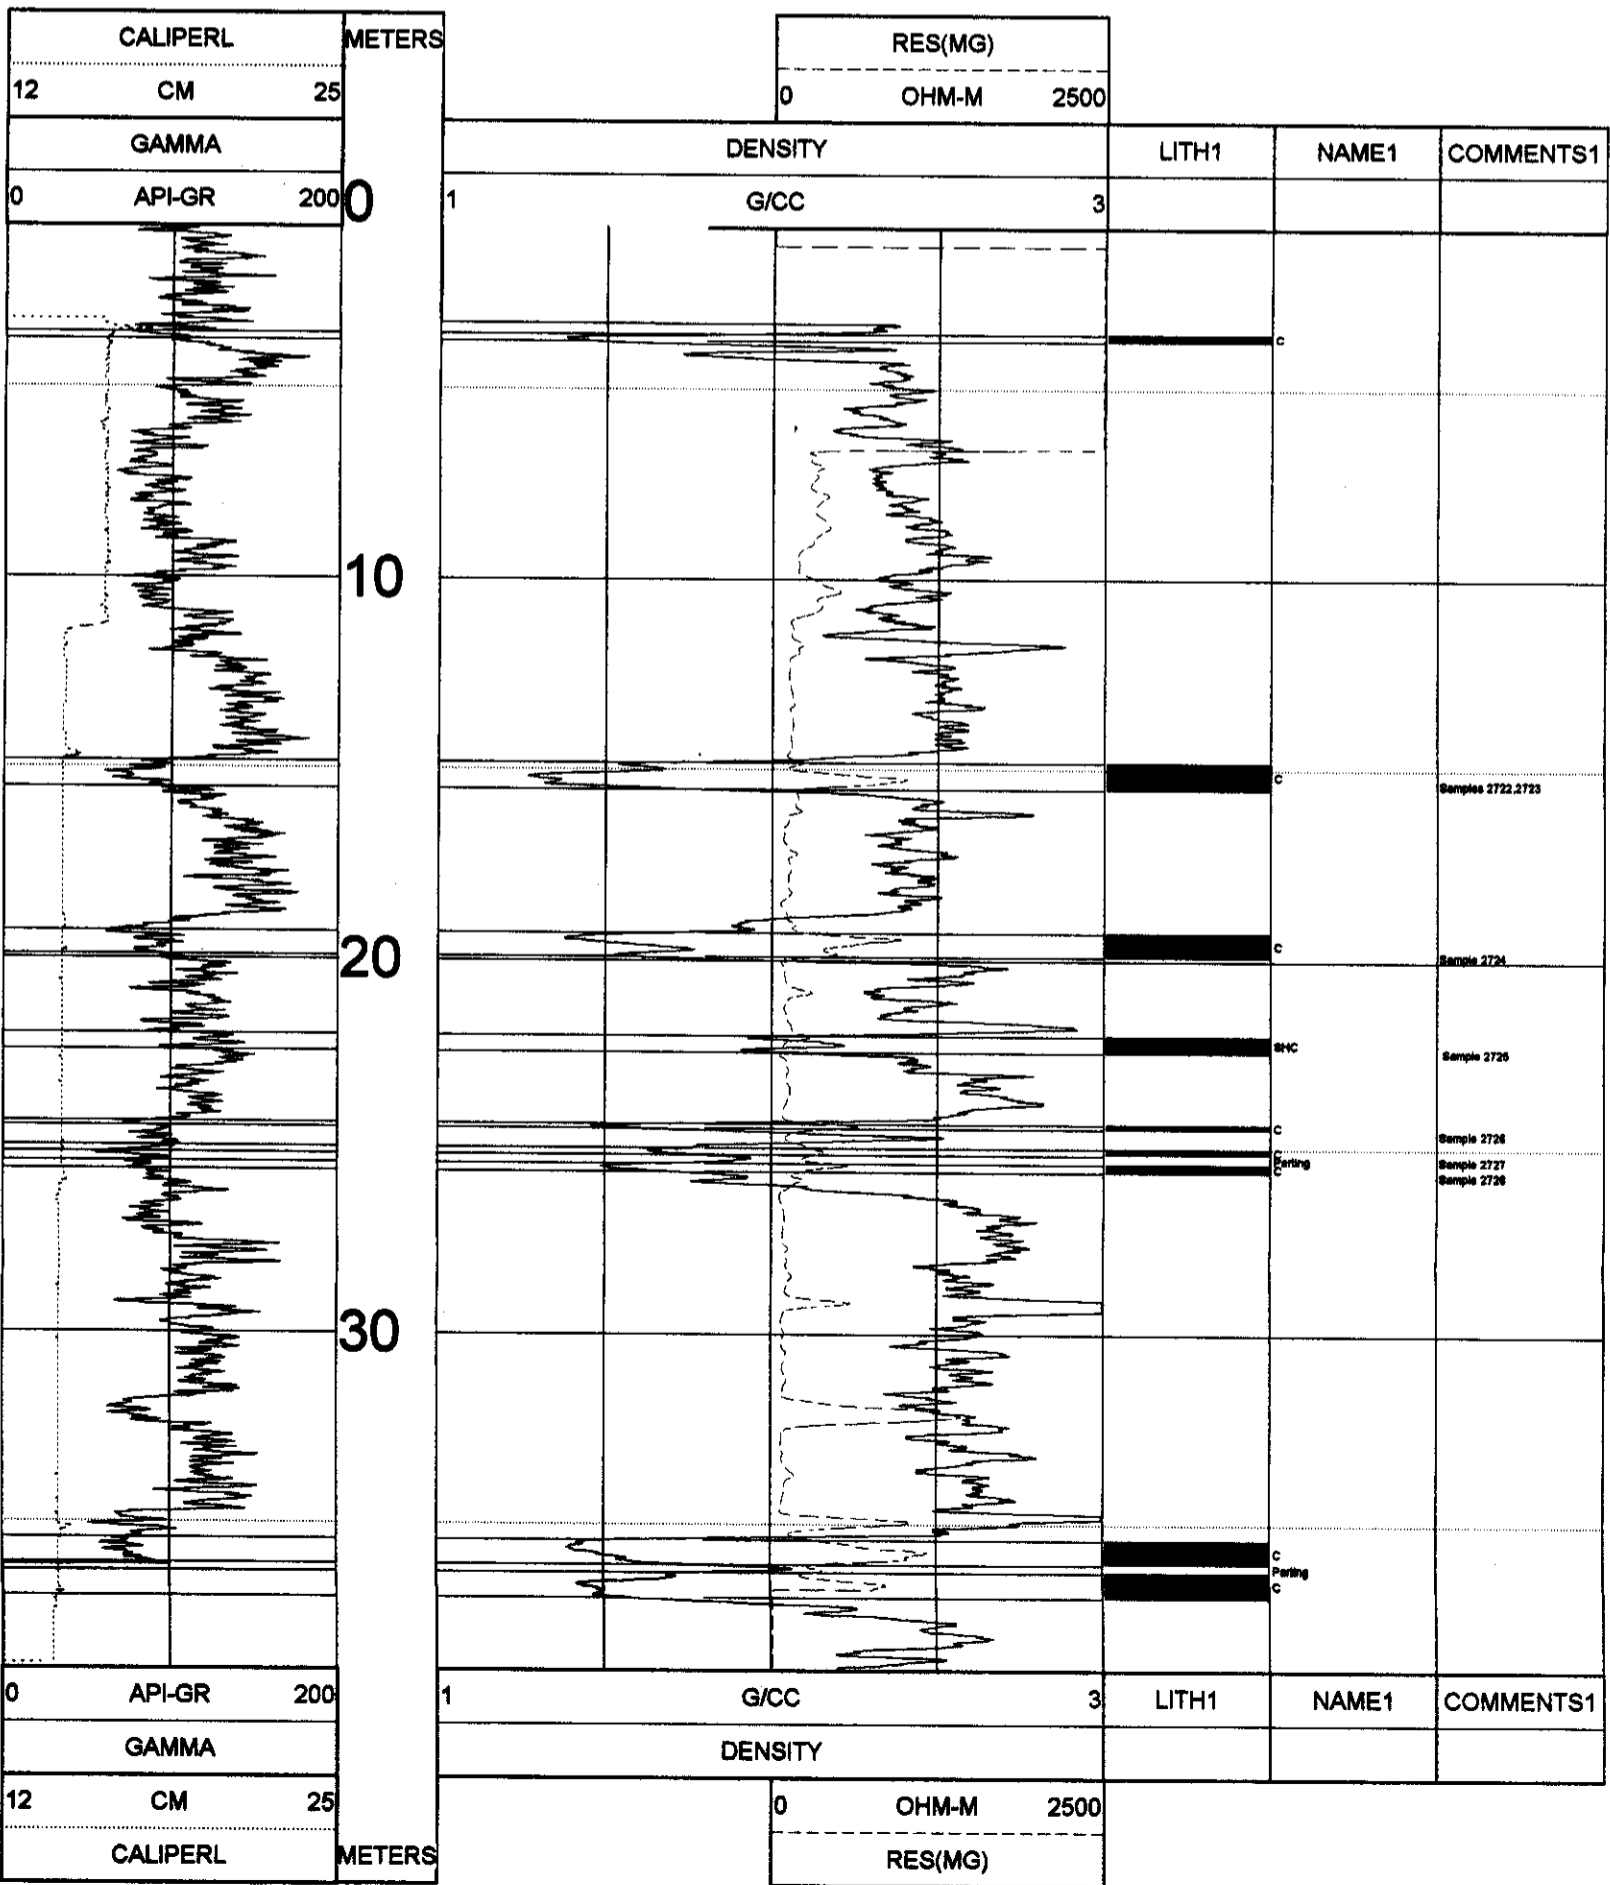 CALIPERL METERS RES(MG)
12 CM 25 0 OHM-M 2500
GAMMA DENSITY LITH1 NAME1 COMMENTS1
0 API-GR 200 0 1 G/CC 3
C
10
C
Samples 2722,2723
C
20 Sample 2724
SHC
Sample 2725
C
Sample 2726
C
Parting Sample 2727
C
Sample 2728
30
C
Parting
C
0 API-GR 200 1 G/CC 3 LITH1 NAME1 COMMENTS1
GAMMA DENSITY
12 CM 25 0 OHM-M 2500
CALIPERL METERS RES(MG)